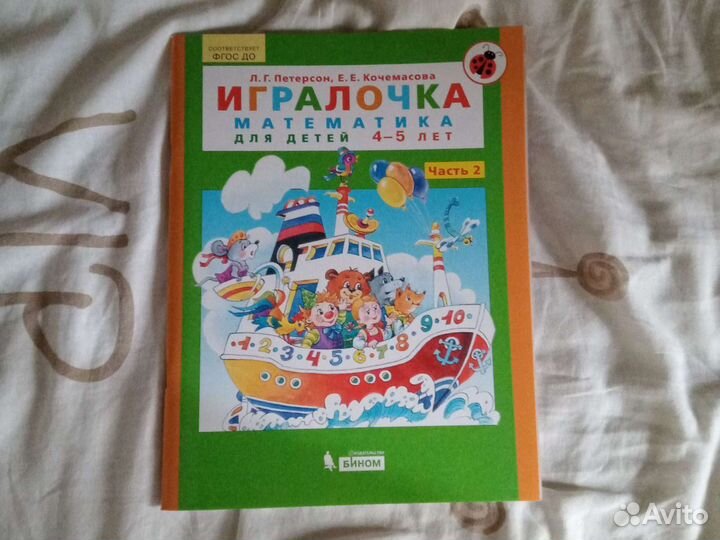 СООТВЕТСТВУЕТ
ФГОС ДО
Л. Г. Петерсон, Е. Е. Кочемасова
ИГРАЛОЧКА
МАТЕМАТИКА
ДЛЯ ДЕТЕЙ 4–5 ЛЕТ
Часть 2
1·2·3·4·5·6·7·8·9·10·
ИЗДАТЕЛЬСТВО
БИНОМ
Avito